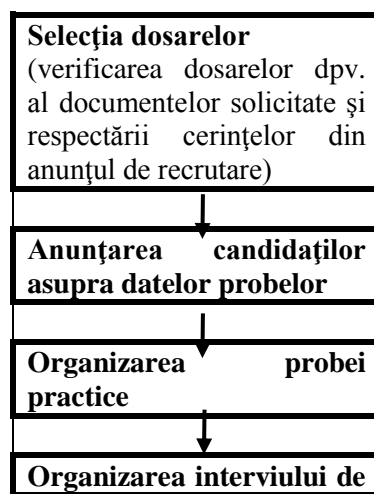 Selecţia dosarelor
(verificarea dosarelor dpv.
al documentelor solicitate şi
respectării cerinţelor din
anunţul de recrutare)
Anunţarea candidaţilor
asupra datelor probelor
Organizarea probei
practice
Organizarea interviului de